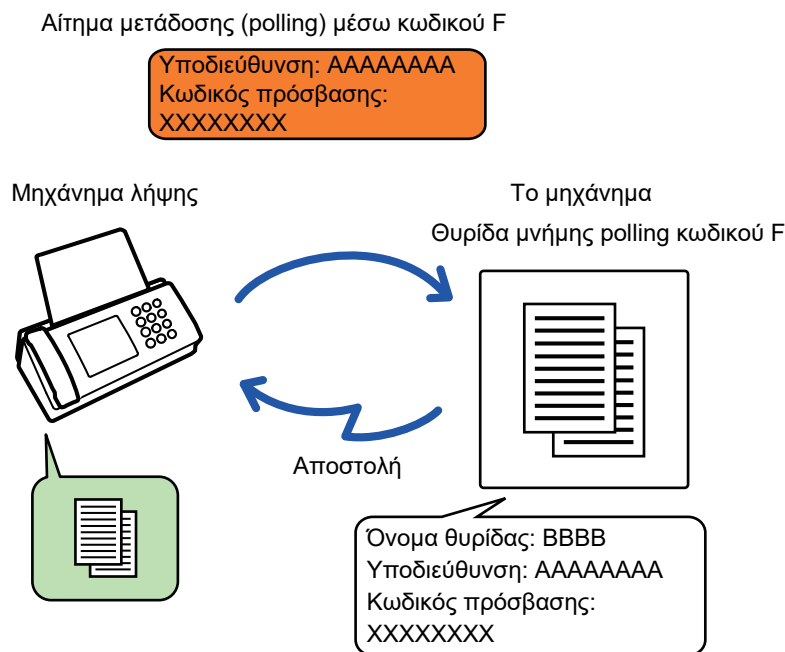 Αίτημα μετάδοσης (polling) μέσω κωδικού F
Υποδιεύθυνση: AAAAAAAA
Κωδικός πρόσβασης:
XXXXXXXX
Μηχάνημα λήψης
Το μηχάνημα
Θυρίδα μνήμης polling κωδικού F
Αποστολή
Όνομα θυρίδας: BBBB
Υποδιεύθυνση: AAAAAAAA
Κωδικός πρόσβασης:
XXXXXXXX